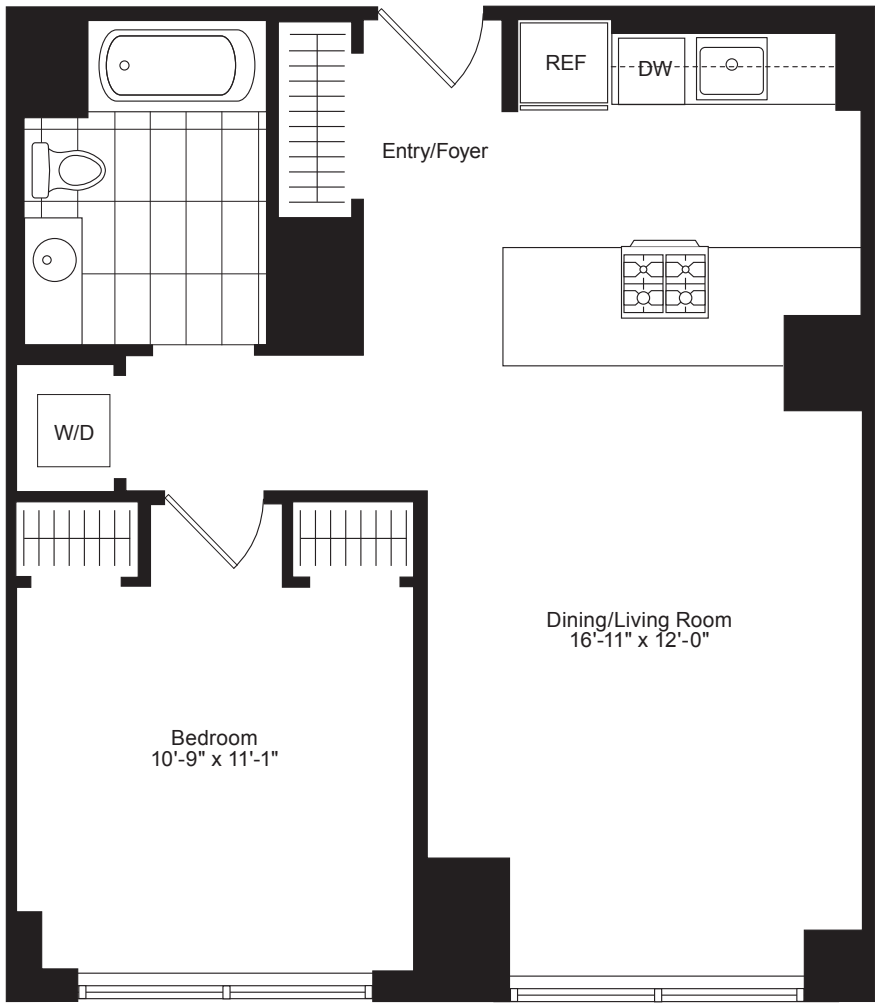 REF
DW
Entry/Foyer
W/D
Dining/Living Room
16'-11" x 12'-0"
Bedroom
10'-9" x 11'-1"